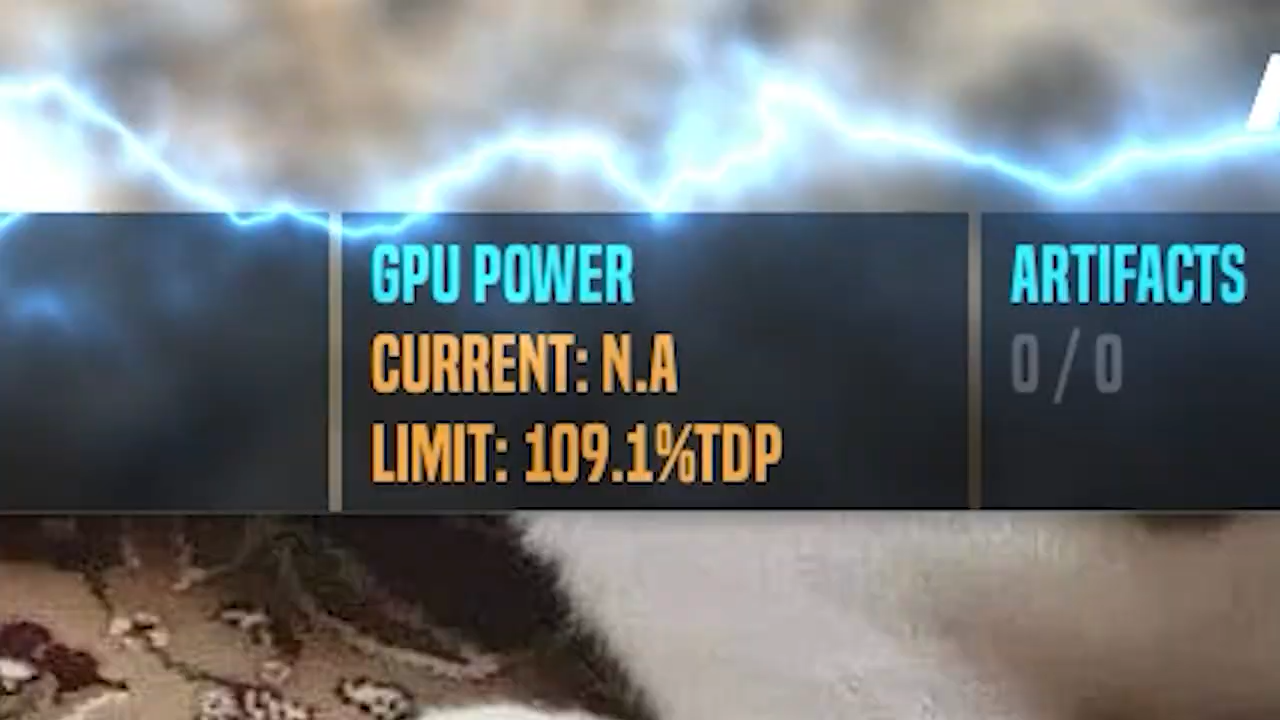 GPU POWER
CURRENT: N.A
LIMIT: 109.1%TDP
ARTIFACTS
0 / 0